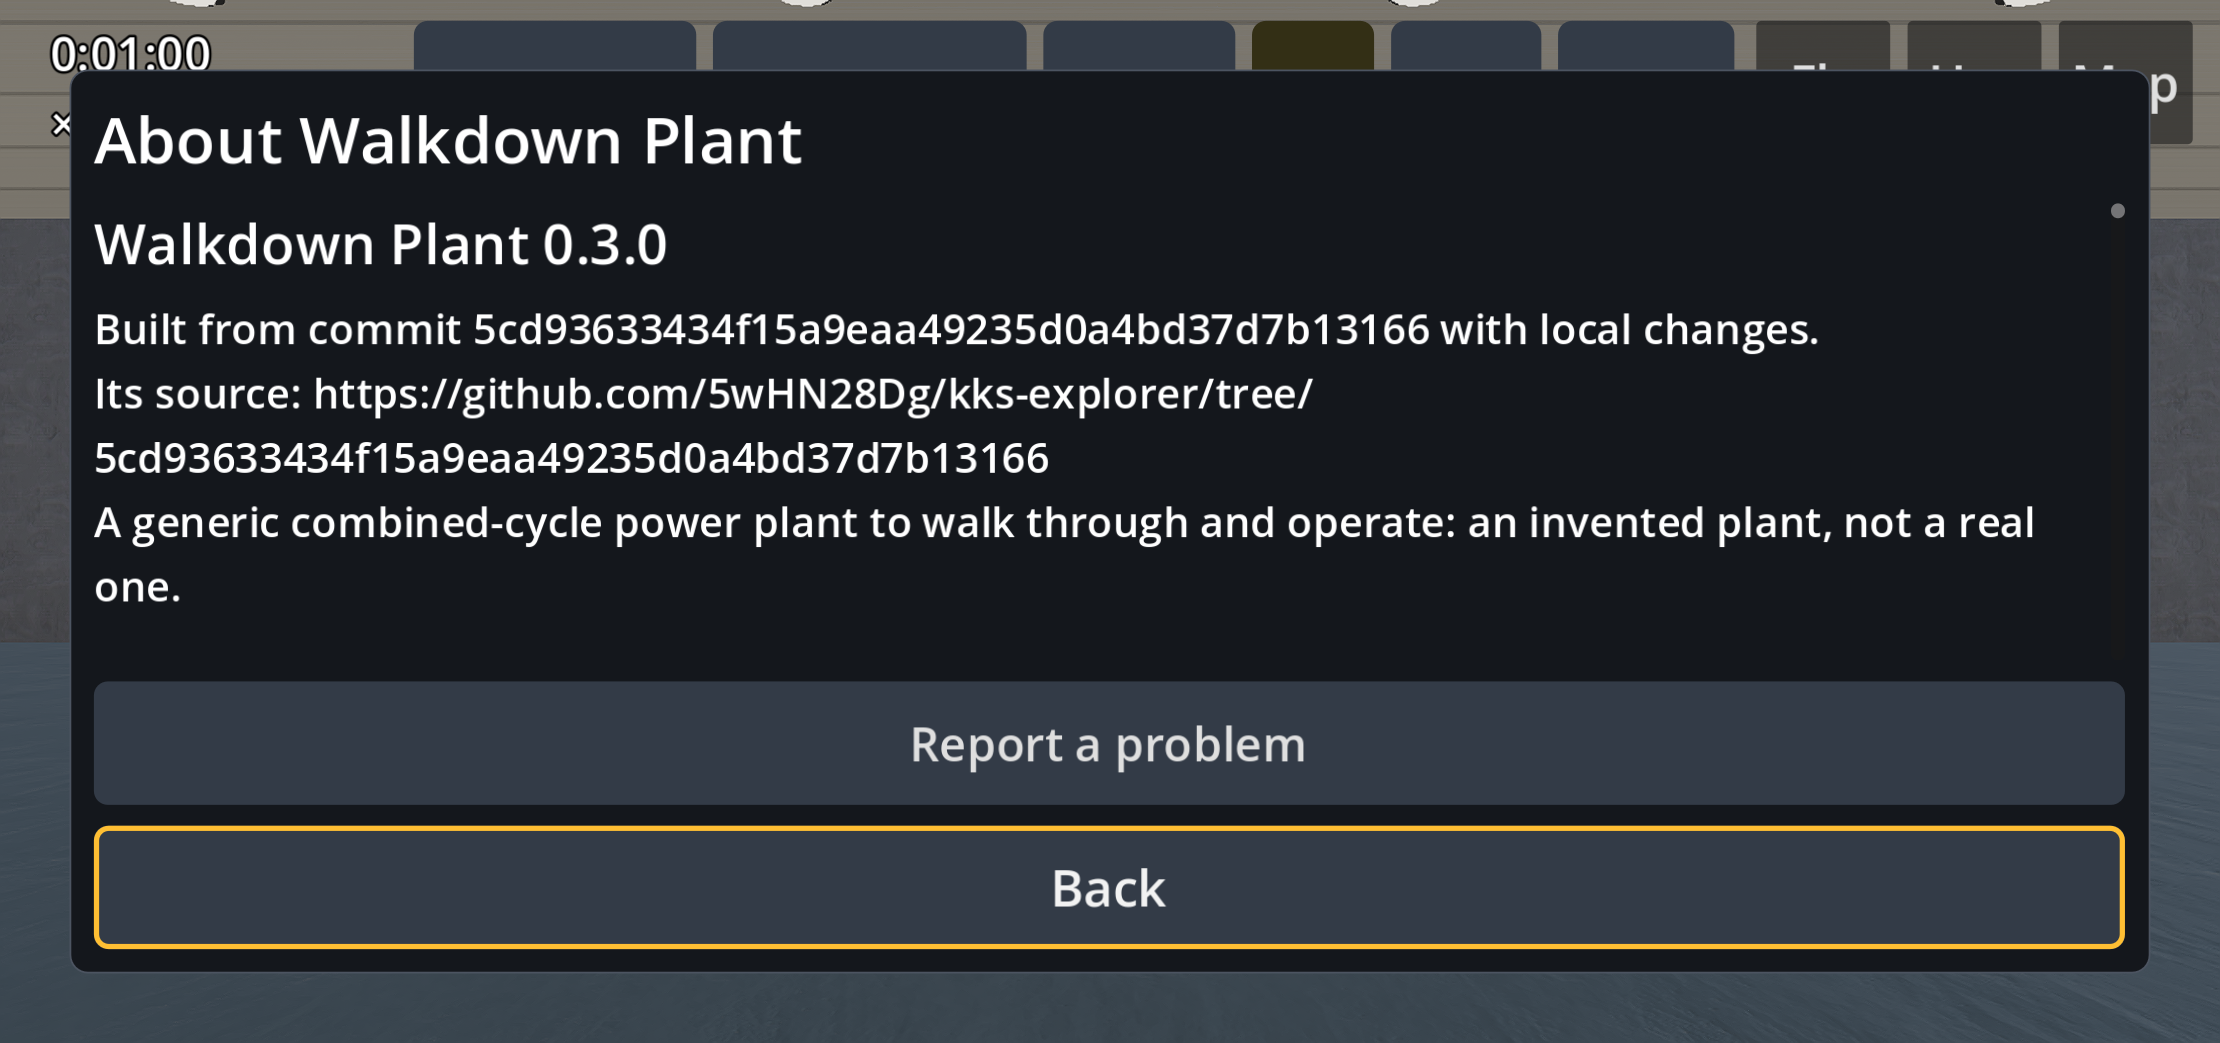 0:01:00
×
About Walkdown Plant
Walkdown Plant 0.3.0
Built from commit 5cd93633434f15a9eaa49235d0a4bd37d7b13166 with local changes.
Its source: https://github.com/5wHN28Dg/kks-explorer/tree/
5cd93633434f15a9eaa49235d0a4bd37d7b13166
A generic combined-cycle power plant to walk through and operate: an invented plant, not a real
one.
Report a problem
Back